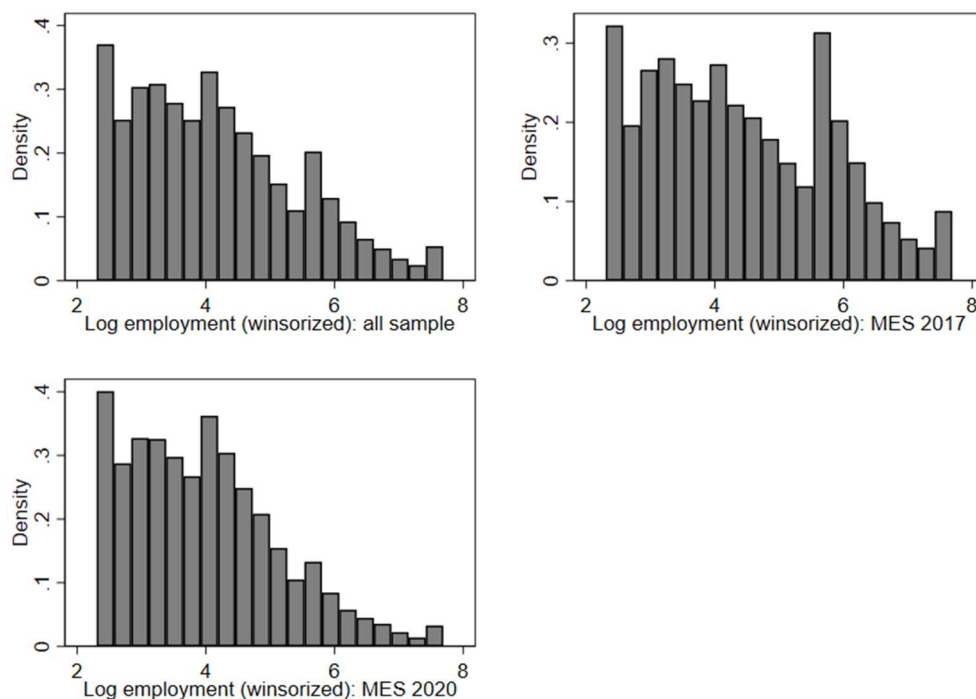 Density
.4
.3
.2
.1
0
2 4 6 8
Log employment (winsorized): all sample
Density
.3
.2
.1
0
2 4 6 8
Log employment (winsorized): MES 2017
Density
.4
.3
.2
.1
0
2 4 6 8
Log employment (winsorized): MES 2020